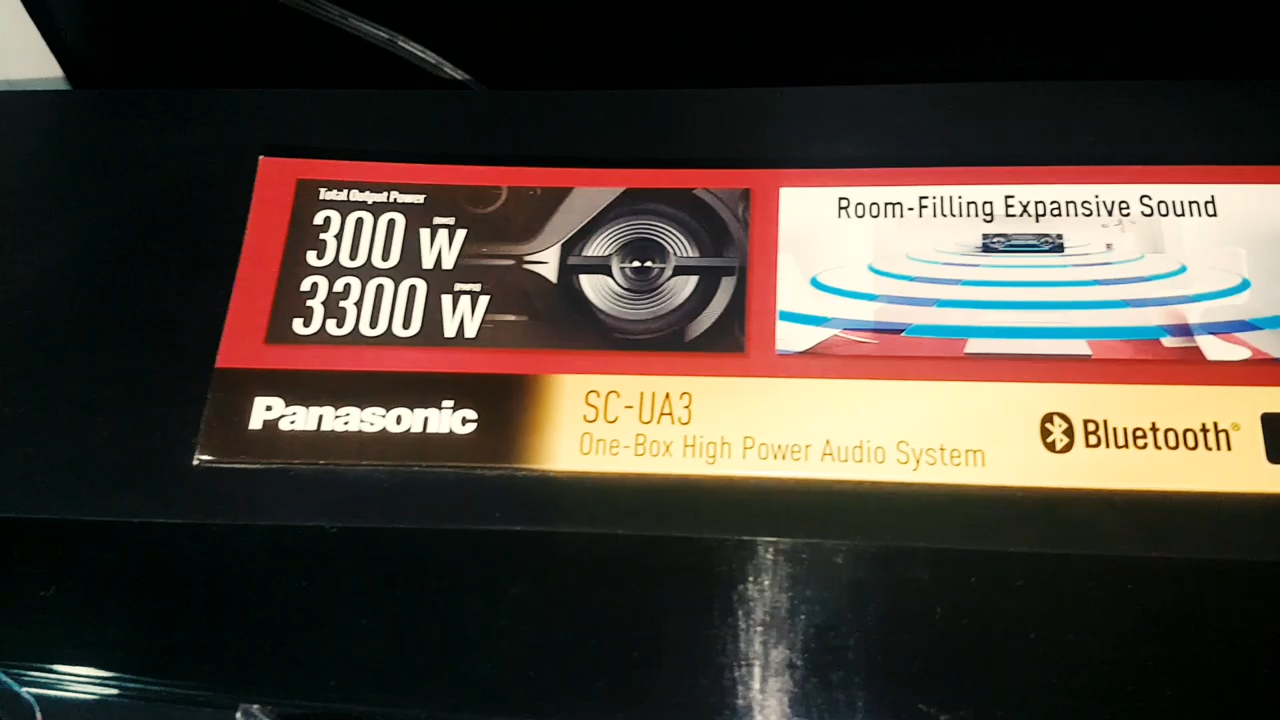 Total Output Power
300 W
3300 W
Room-Filling Expansive Sound
Panasonic
SC-UA3
One-Box High Power Audio System
Bluetooth®